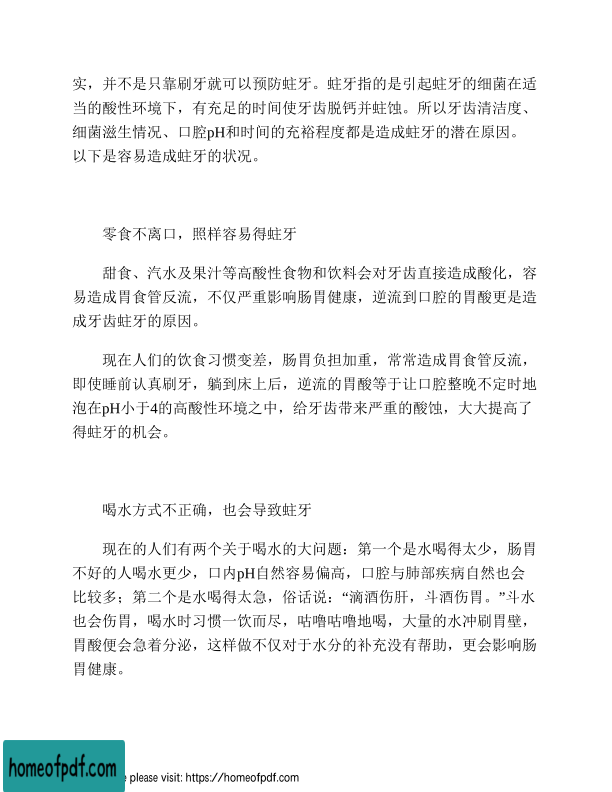 实，并不是只靠刷牙就可以预防蛀牙。蛀牙指的是引起蛀牙的细菌在适
当的酸性环境下，有充足的时间使牙齿脱钙并蛀蚀。所以牙齿清洁度、
细菌滋生情况、口腔pH和时间的充裕程度都是造成蛀牙的潜在原因。
以下是容易造成蛀牙的状况。
零食不离口，照样容易得蛀牙
甜食、汽水及果汁等高酸性食物和饮料会对牙齿直接造成酸化，容
易造成胃食管反流，不仅严重影响肠胃健康，逆流到口腔的胃酸更是造
成牙齿蛀牙的原因。
现在人们的饮食习惯变差，肠胃负担加重，常常造成胃食管反流，
即使睡前认真刷牙，躺到床上后，逆流的胃酸等于让口腔整晚不定时地
泡在pH小于4的高酸性环境之中，给牙齿带来严重的酸蚀，大大提高了
得蛀牙的机会。
喝水方式不正确，也会导致蛀牙
现在的人们有两个关于喝水的大问题：第一个是水喝得太少，肠胃
不好的人喝水更少，口内pH自然容易偏高，口腔与肺部疾病自然也会
比较多；第二个是水喝得太急，俗话说：“滴酒伤肝，斗酒伤胃。”斗水
也会伤胃，喝水时习惯一饮而尽，咕噜咕噜地喝，大量的水冲刷胃壁，
胃酸便会急着分泌，这样做不仅对于水分的补充没有帮助，更会影响肠
胃健康。
homeofpdf.com
e please visit: https://homeofpdf.com